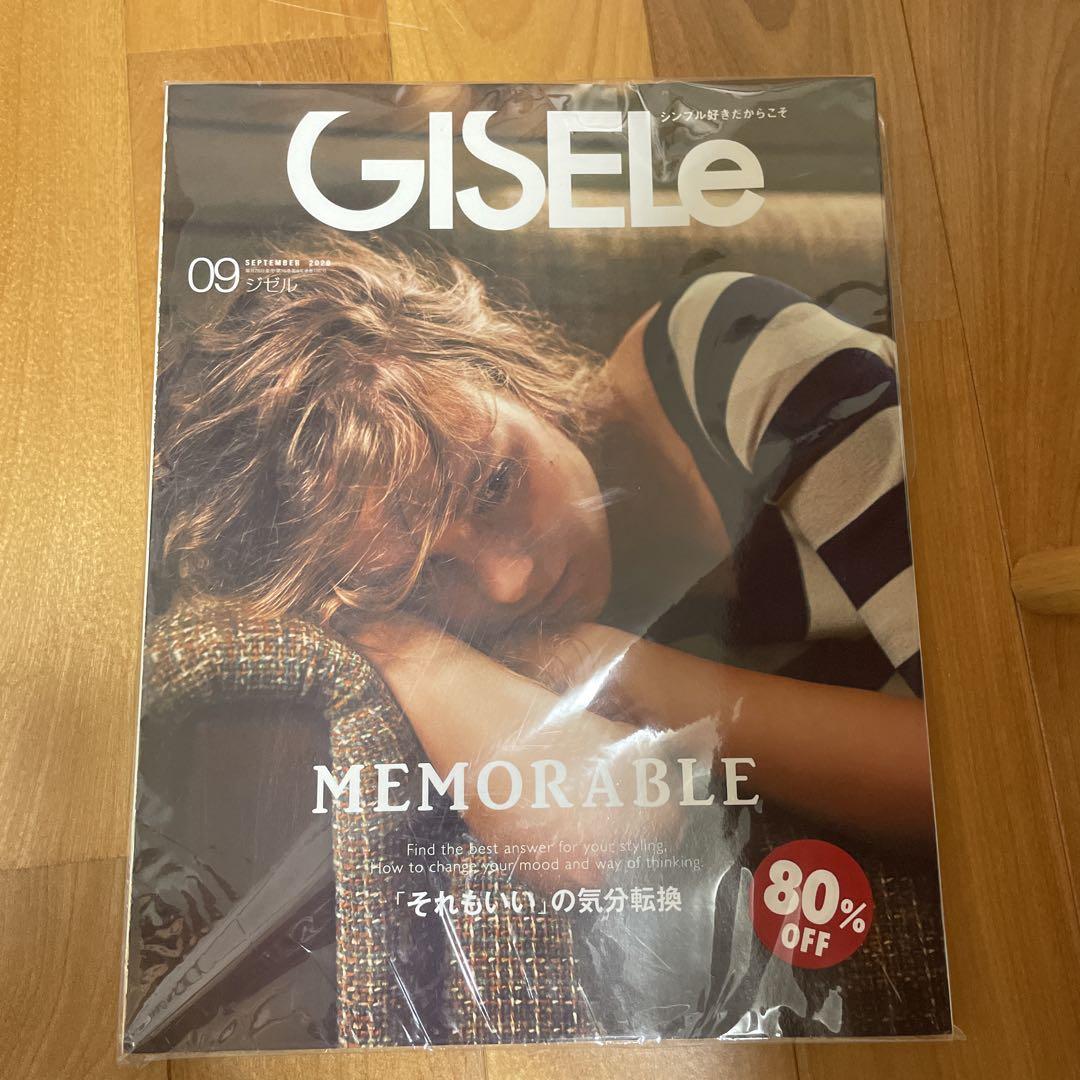 シンプル好きだからこそ
GISELe
09
SEPTEMBER 2020
ジゼル
MEMORABLE
Find the best answer for your styling,
How to change your mood and way of thinking.
「それもいい」の気分転換
80%
OFF